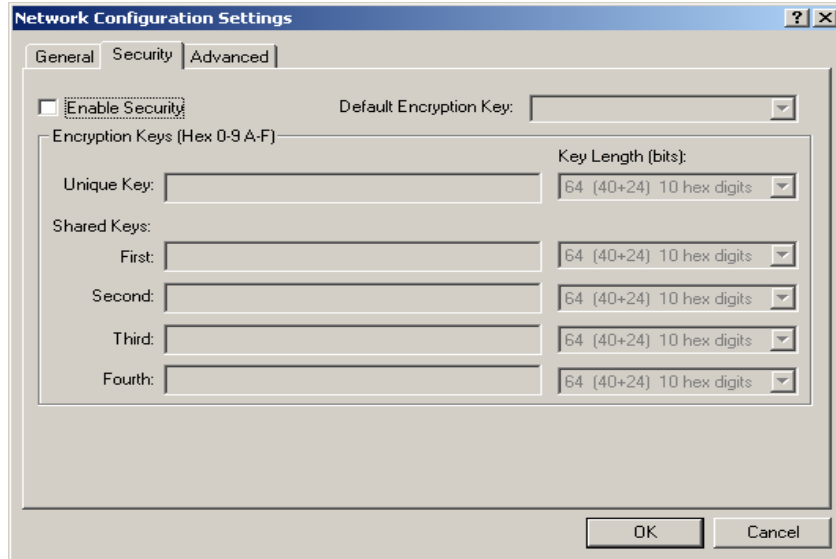 Network Configuration Settings
General Security Advanced
Enable Security Default Encryption Key:
Encryption Keys (Hex 0-9 A-F)
Key Length (bits):
Unique Key: 64 (40+24) 10 hex digits
Shared Keys:
First: 64 (40+24) 10 hex digits
Second: 64 (40+24) 10 hex digits
Third: 64 (40+24) 10 hex digits
Fourth: 64 (40+24) 10 hex digits
OK Cancel